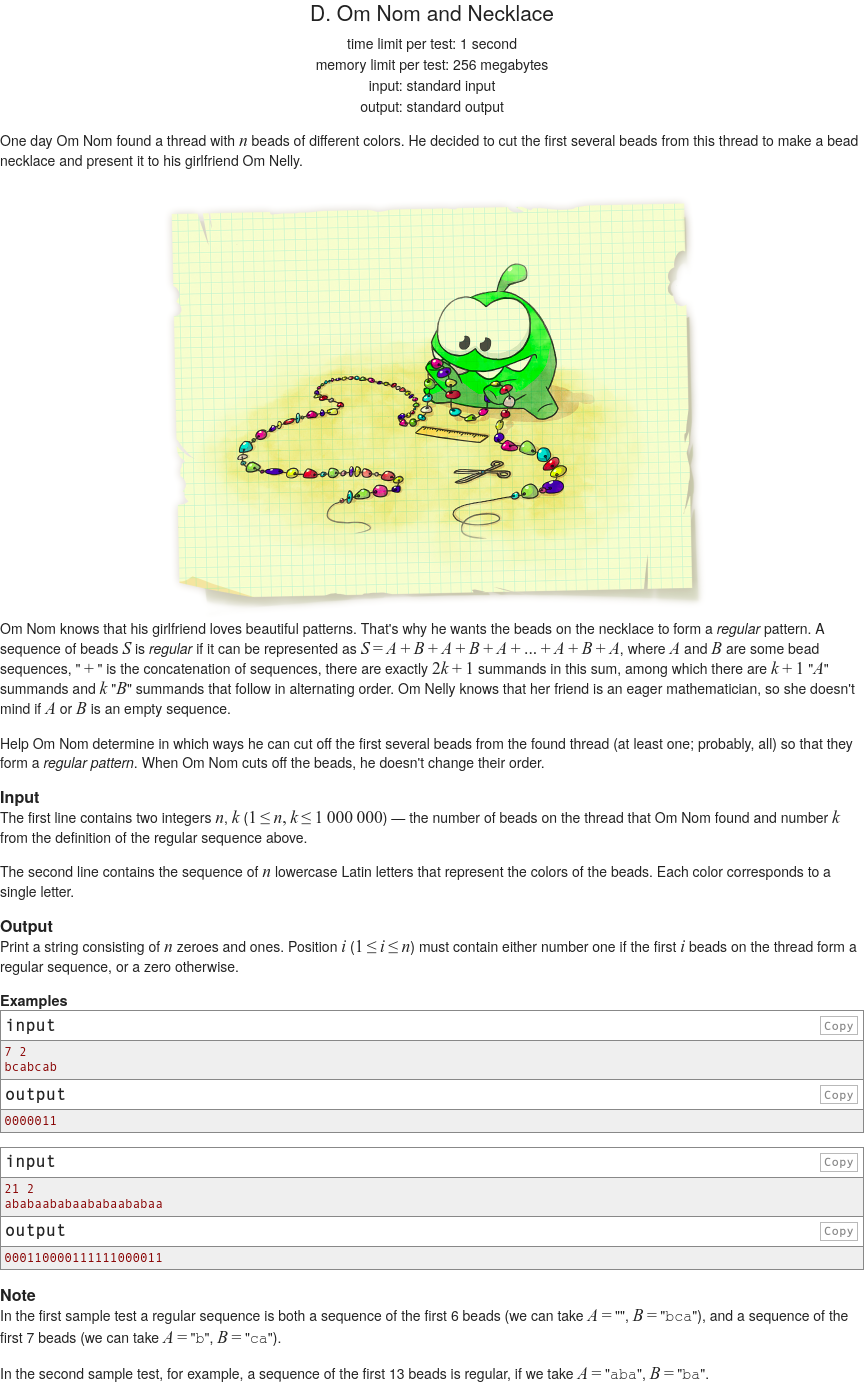 D. Om Nom and Necklace
time limit per test: 1 second
memory limit per test: 256 megabytes
input: standard input
output: standard output
One day Om Nom found a thread with n beads of different colors. He decided to cut the first several beads from this thread to make a bead
necklace and present it to his girlfriend Om Nelly.
Om Nom knows that his girlfriend loves beautiful patterns. That's why he wants the beads on the necklace to form a regular pattern. A
sequence of beads S is regular if it can be represented as S = A + B + A + B + A + ... + A + B + A, where A and B are some bead
sequences, " + " is the concatenation of sequences, there are exactly 2k + 1 summands in this sum, among which there are k + 1 "A"
summands and k "B" summands that follow in alternating order. Om Nelly knows that her friend is an eager mathematician, so she doesn't
mind if A or B is an empty sequence.
Help Om Nom determine in which ways he can cut off the first several beads from the found thread (at least one; probably, all) so that they
form a regular pattern. When Om Nom cuts off the beads, he doesn't change their order.
Input
The first line contains two integers n, k (1 ≤ n, k ≤ 1 000 000) — the number of beads on the thread that Om Nom found and number k
from the definition of the regular sequence above.
The second line contains the sequence of n lowercase Latin letters that represent the colors of the beads. Each color corresponds to a
single letter.
Output
Print a string consisting of n zeroes and ones. Position i (1 ≤ i ≤ n) must contain either number one if the first i beads on the thread form a
regular sequence, or a zero otherwise.
Examples
input Copy
7 2
bcabcab
output Copy
0000011
input Copy
21 2
ababaababaababaababaa
output Copy
000110000111111000011
Note
In the first sample test a regular sequence is both a sequence of the first 6 beads (we can take A = "", B = "bca"), and a sequence of the
first 7 beads (we can take A = "b", B = "ca").
In the second sample test, for example, a sequence of the first 13 beads is regular, if we take A = "aba", B = "ba".